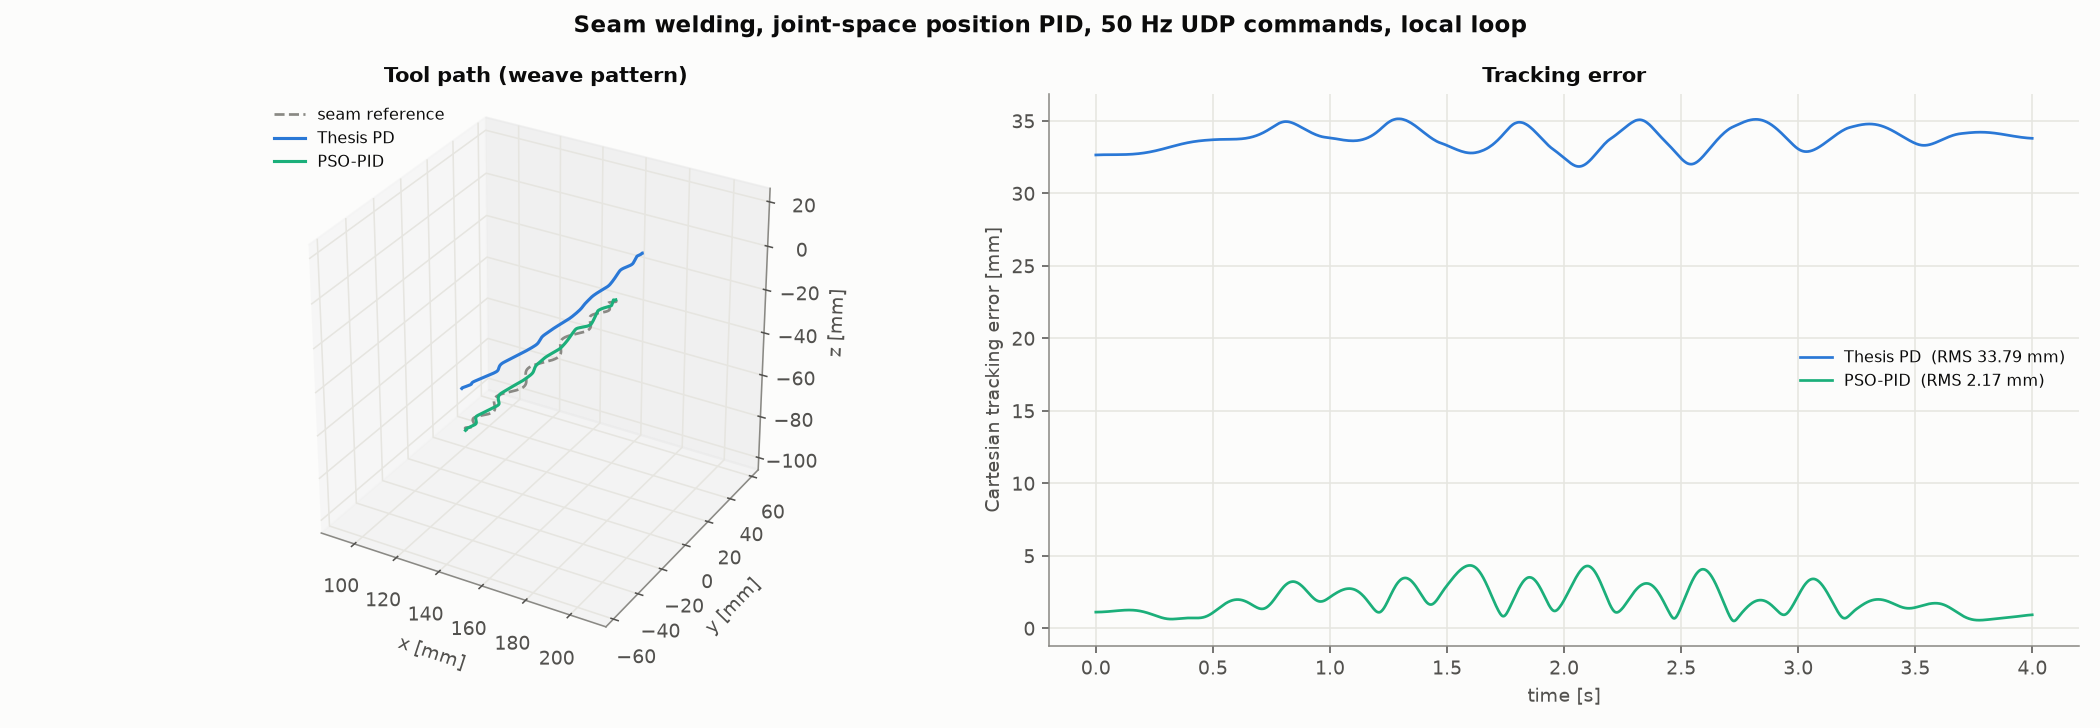 Seam welding, joint-space position PID, 50 Hz UDP commands, local loop
Tool path (weave pattern)
seam reference
Thesis PD
PSO-PID
20
0
−20
−40
−60
−80
−100
z [mm]
60
40
20
0
−20
−40
−60
y [mm]
100
120
140
160
180
200
x [mm]
Tracking error
35
30
25
20
15
10
5
0
Cartesian tracking error [mm]
Thesis PD  (RMS 33.79 mm)
PSO-PID  (RMS 2.17 mm)
0.0 0.5 1.0 1.5 2.0 2.5 3.0 3.5 4.0
time [s]